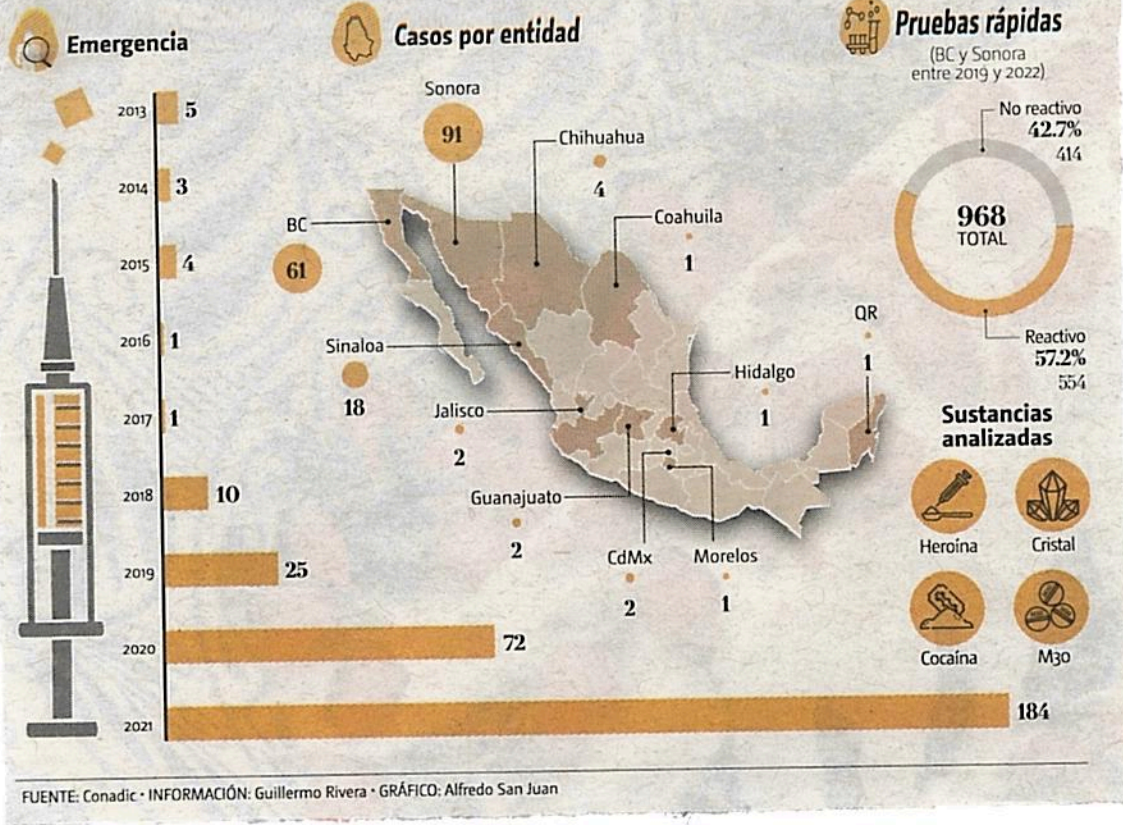 Emergencia
2013 5
2014 3
2015 4
2016 1
2017 1
2018 10
2019 25
2020 72
2021 184
Casos por entidad
Sonora
91
Chihuahua
4
BC
61
Coahuila
1
Sinaloa
18
Jalisco
2
Guanajuato
2
CdMx
2
Morelos
1
Hidalgo
1
QR
1
Pruebas rápidas
(BC y Sonora
entre 2019 y 2022)
No reactivo
42.7%
414
968
TOTAL
Reactivo
57.2%
554
Sustancias
analizadas
Heroína
Cristal
Cocaína
M30
FUENTE: Conadic • INFORMACIÓN: Guillermo Rivera • GRÁFICO: Alfredo San Juan